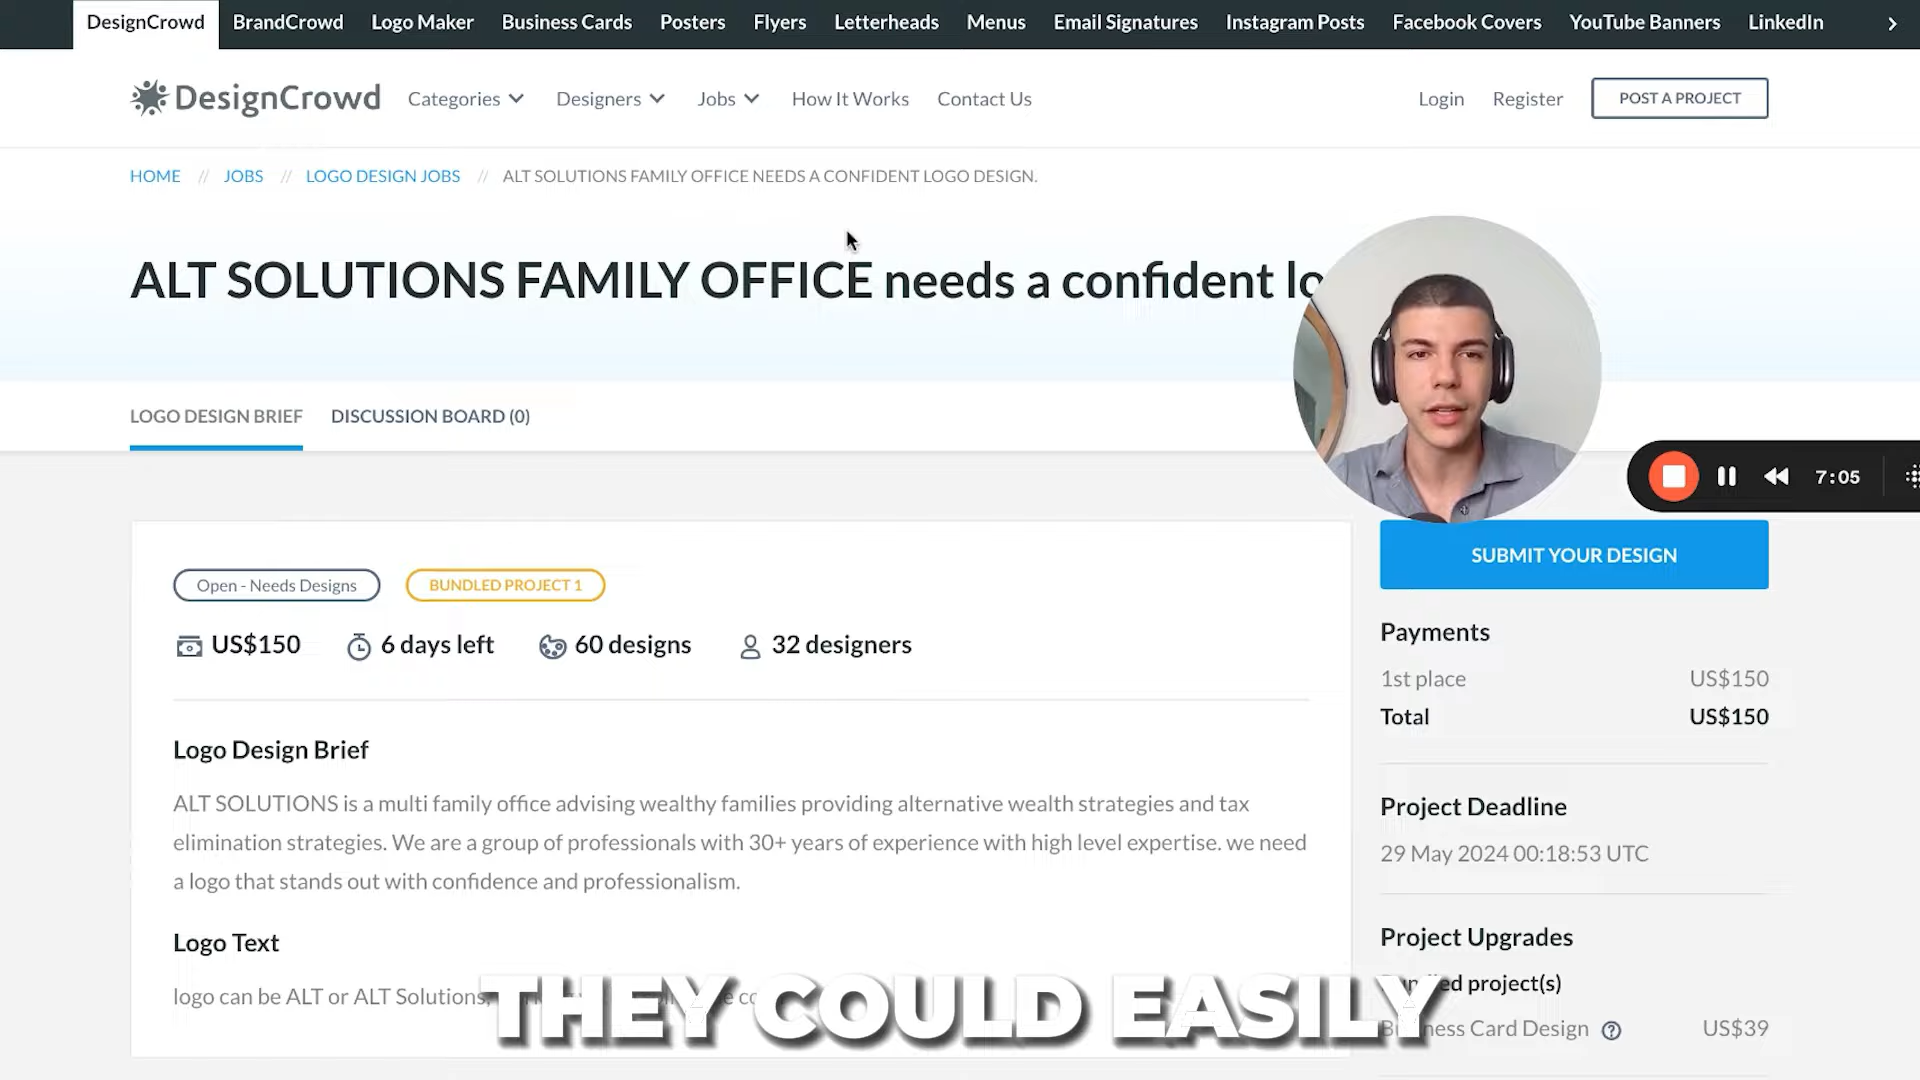 DesignCrowd BrandCrowd Logo Maker Business Cards Posters Flyers Letterheads Menus Email Signatures Instagram Posts Facebook Covers YouTube Banners LinkedIn
DesignCrowd Categories Designers Jobs How It Works Contact Us Login Register POST A PROJECT
HOME // JOBS // LOGO DESIGN JOBS // ALT SOLUTIONS FAMILY OFFICE NEEDS A CONFIDENT LOGO DESIGN.
ALT SOLUTIONS FAMILY OFFICE needs a confident lo
LOGO DESIGN BRIEF DISCUSSION BOARD (0)
7:05
SUBMIT YOUR DESIGN
Open - Needs Designs BUNDLED PROJECT 1
US$150 6 days left 60 designs 32 designers
Payments
1st place US$150
Total US$150
Logo Design Brief
ALT SOLUTIONS is a multi family office advising wealthy families providing alternative wealth strategies and tax
elimination strategies. We are a group of professionals with 30+ years of experience with high level expertise. we need
a logo that stands out with confidence and professionalism.
Project Deadline
29 May 2024 00:18:53 UTC
Logo Text
logo can be ALT or ALT Solutions,
Project Upgrades
project(s)
Card Design US$39
THEY COULD EASILY